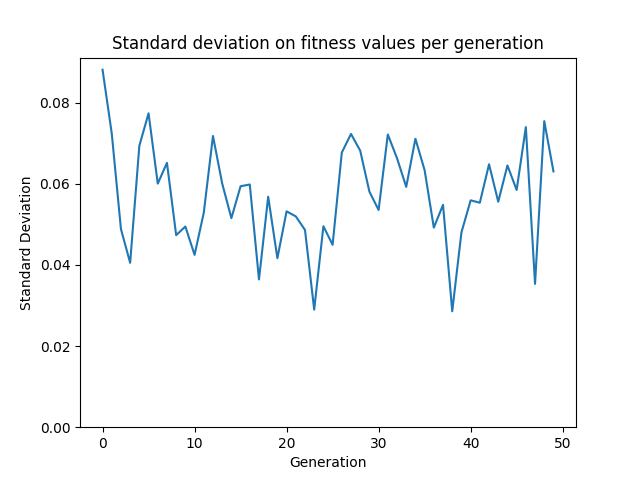 Standard deviation on fitness values per generation
Standard Deviation
0.08
0.06
0.04
0.02
0.00
0 10 20 30 40 50
Generation